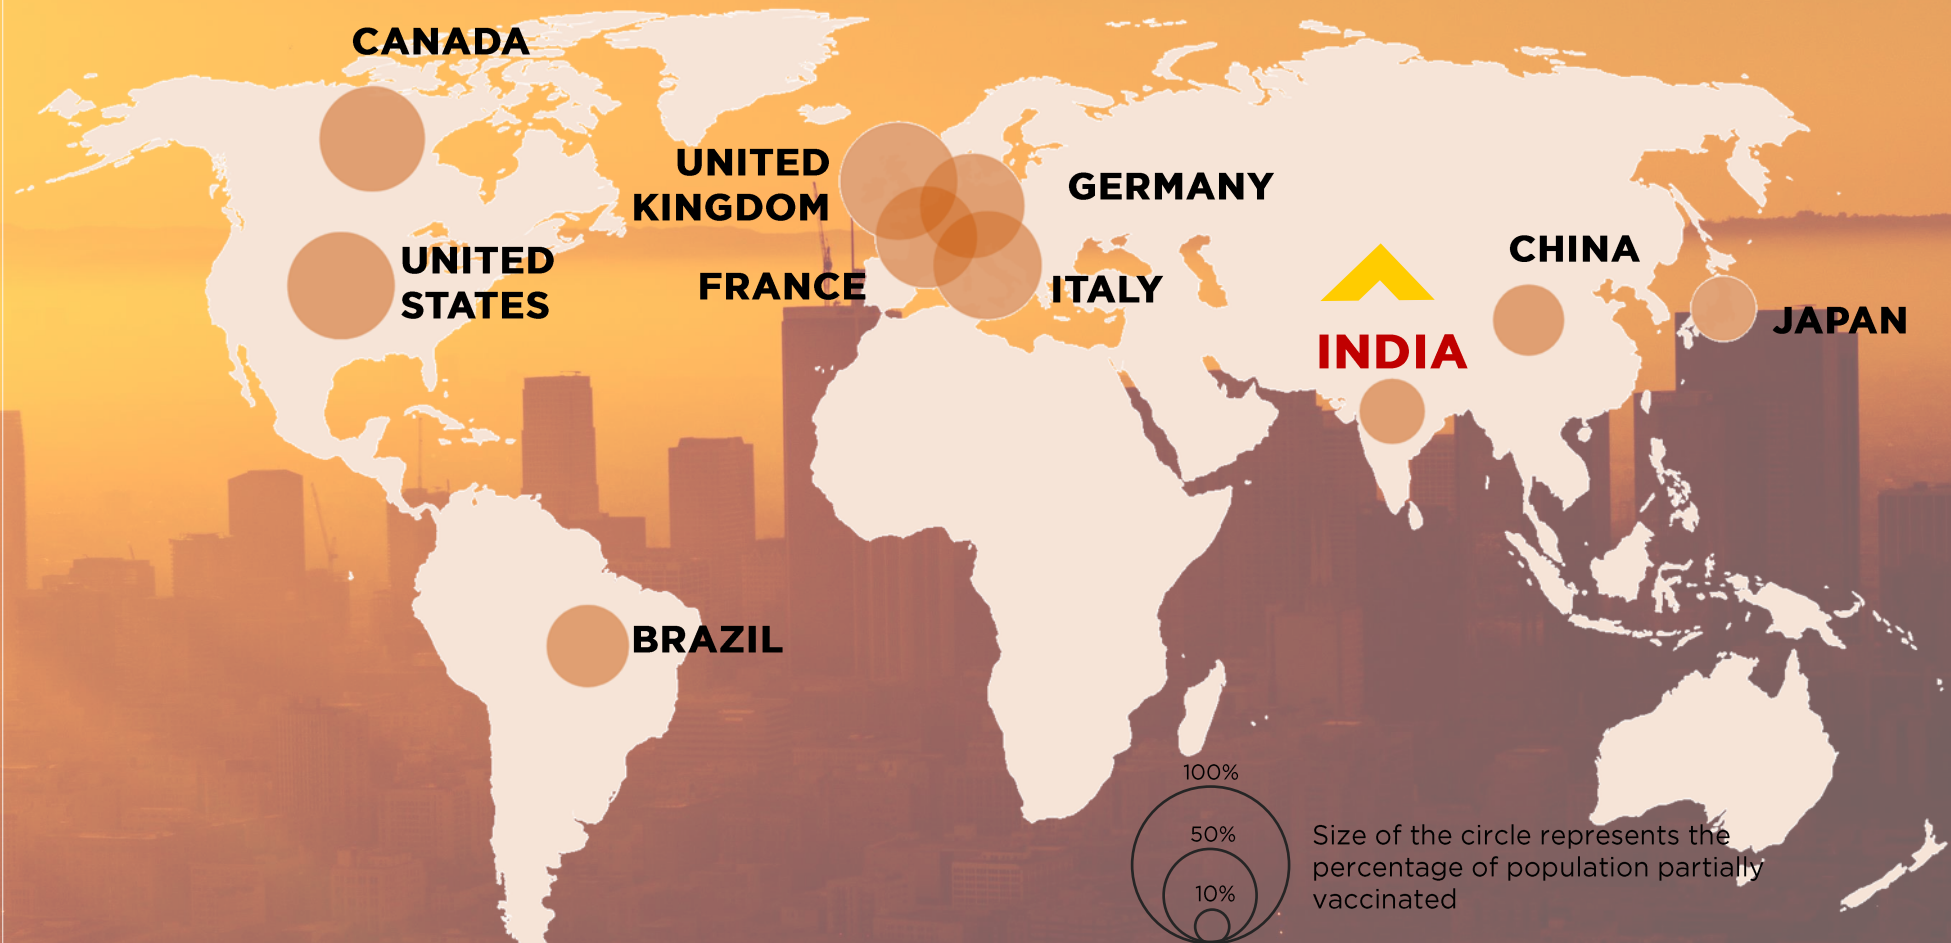 CANADA
UNITED
KINGDOM
GERMANY
UNITED
STATES
FRANCE
ITALY
CHINA
JAPAN
INDIA
BRAZIL
100%
50%
10%
Size of the circle represents the
percentage of population partially
vaccinated